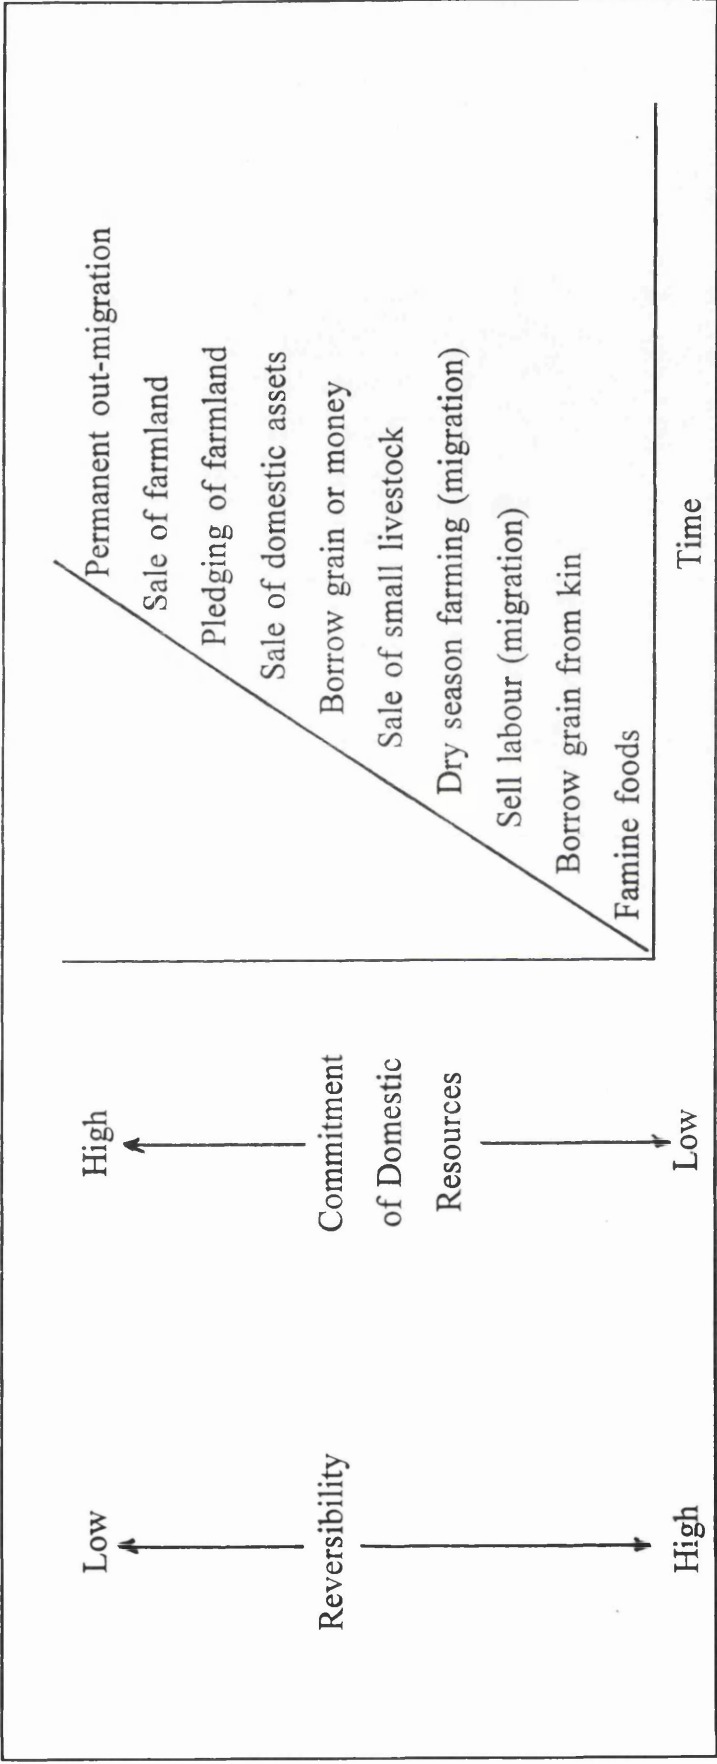 Low
Reversibility
High
High
Commitment
of Domestic
Resources
Low
Permanent out-migration
Sale of farmland
Pledging of farmland
Sale of domestic assets
Borrow grain or money
Sale of small livestock
Dry season farming (migration)
Sell labour (migration)
Borrow grain from kin
Famine foods
Time